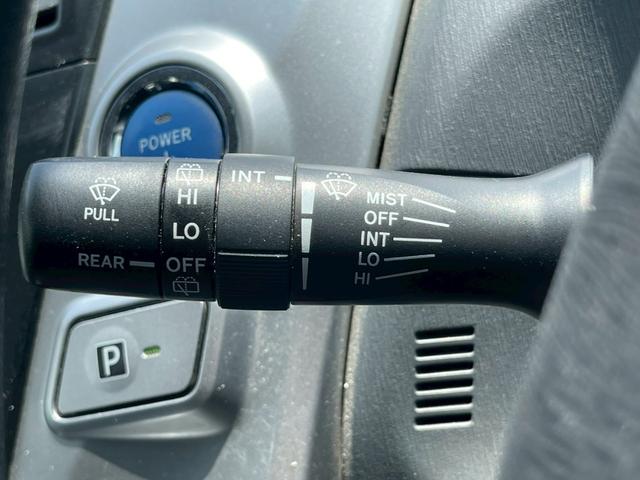 POWER
PULL
REAR
HI
LO
OFF
INT
MIST
OFF
INT
LO
HI
P